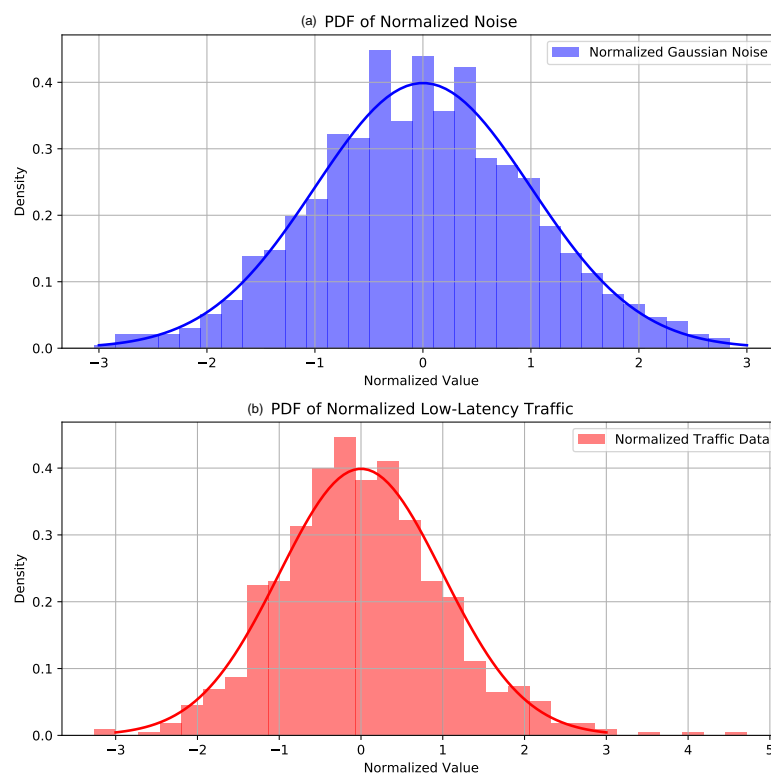 (a) PDF of Normalized Noise
Normalized Gaussian Noise
Density
0.4
0.3
0.2
0.1
0.0
−3 −2 −1 0 1 2 3
Normalized Value
(b) PDF of Normalized Low-Latency Traffic
Normalized Traffic Data
Density
0.4
0.3
0.2
0.1
0.0
−3 −2 −1 0 1 2 3 4 5
Normalized Value